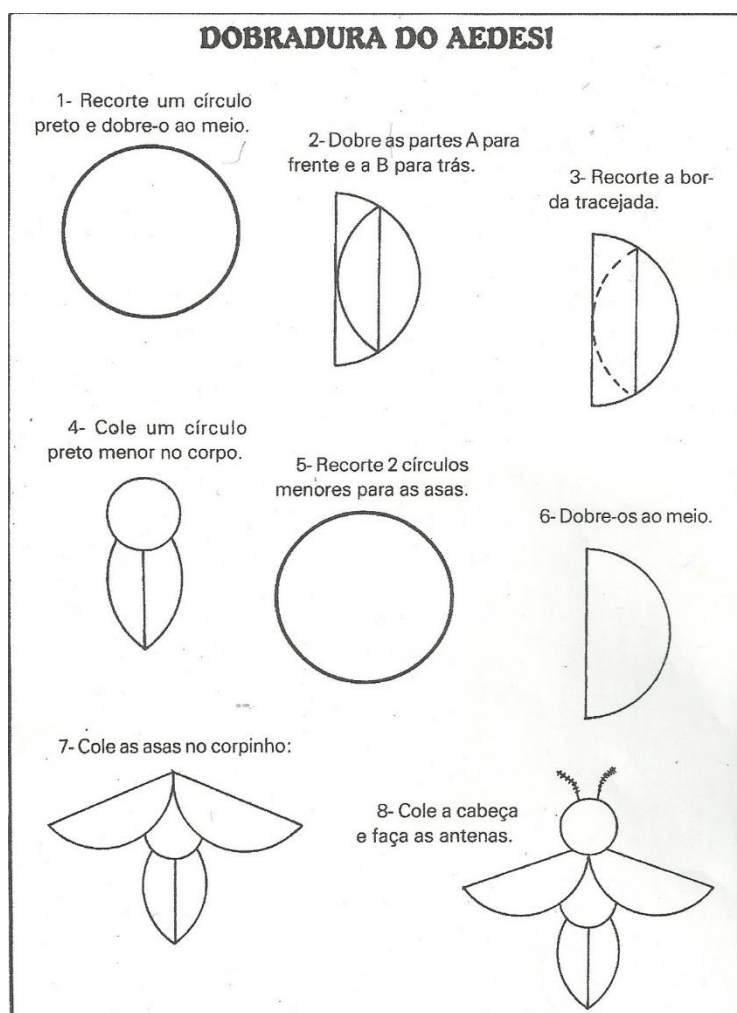 DOBRADURA DO AEDES!
1- Recorte um círculo
preto e dobre-o ao meio.
2- Dobre as partes A para
frente e a B para trás.
3- Recorte a bor-
da tracejada.
4- Cole um círculo
preto menor no corpo.
5- Recorte 2 círculos
menores para as asas.
6- Dobre-os ao meio.
7- Cole as asas no corpinho:
8- Cole a cabeça
e faça as antenas.